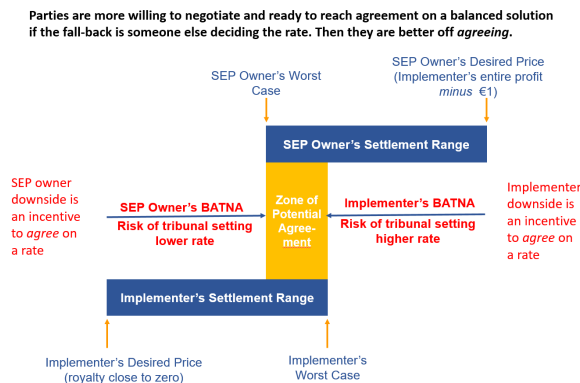 Parties are more willing to negotiate and ready to reach agreement on a balanced solution
if the fall-back is someone else deciding the rate. Then they are better off agreeing.
SEP Owner's Desired Price
(Implementer's entire profit
minus €1)
SEP Owner's Worst
Case
SEP Owner's Settlement Range
SEP owner
downside is
an incentive
to agree on
a rate
SEP Owner's BATNA
Risk of tribunal setting
lower rate
Zone of
Potential
Agree-
ment
Implementer's BATNA
Risk of tribunal setting
higher rate
Implementer
downside is
an incentive
to agree on
a rate
Implementer's Settlement Range
Implementer's Desired Price
(royalty close to zero)
Implementer's
Worst Case